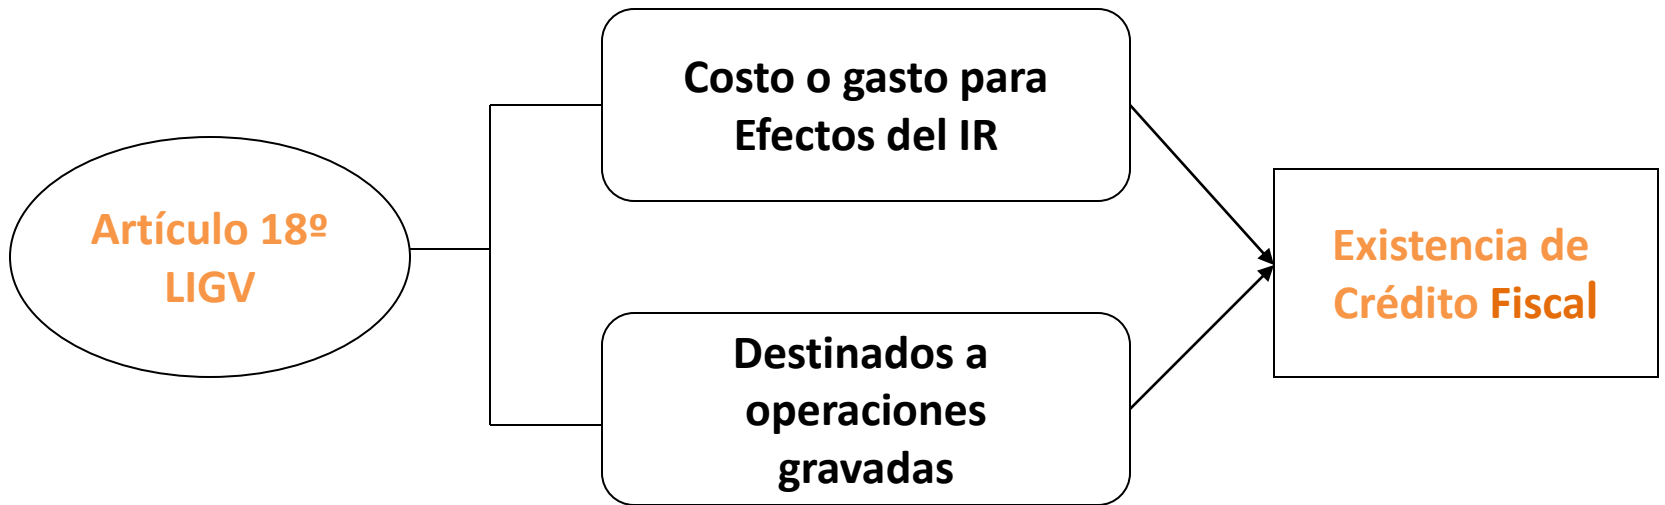 Artículo 18º
LIGV
Costo o gasto para
Efectos del IR
Destinados a
operaciones
gravadas
Existencia de
Crédito Fiscal